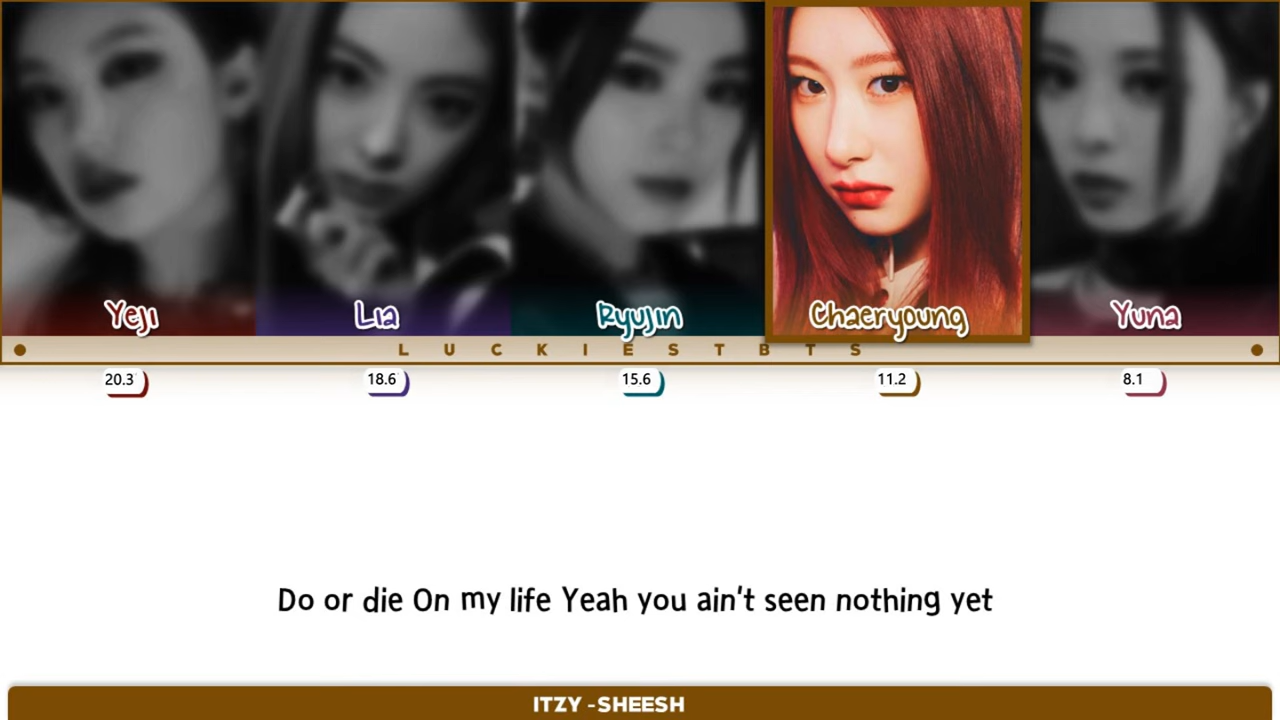 Yeji Lia Ryujin Chaeryoung Yuna
LUCKIESTBTS
20.3 18.6 15.6 11.2 8.1
Do or die On my life Yeah you ain't seen nothing yet
ITZY -SHEESH